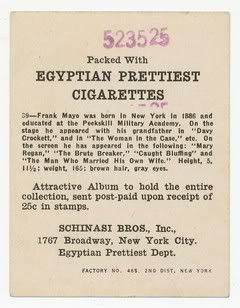 523525
Packed With
EGYPTIAN PRETTIEST
CIGARETTES
39—Frank Mayo was born in New York in 1886 and
educated at the Peekskill Military Academy. On the
stage he appeared with his grandfather in "Davy
Crockett," and in "The Woman in the Case," etc. On
the screen he has appeared in the following: "Mary
Regan," "The Brute Breaker," "Caught Bluffing" and
"The Man Who Married His Own Wife." Height, 5,
11½; weight, 165; brown hair, gray eyes.
Attractive Album to hold the entire
collection, sent post-paid upon receipt of
25c in stamps.
SCHINASI BROS., Inc.,
1767 Broadway, New York City.
Egyptian Prettiest Dept.
FACTORY NO. 465. 2ND DIST. NEW YORK